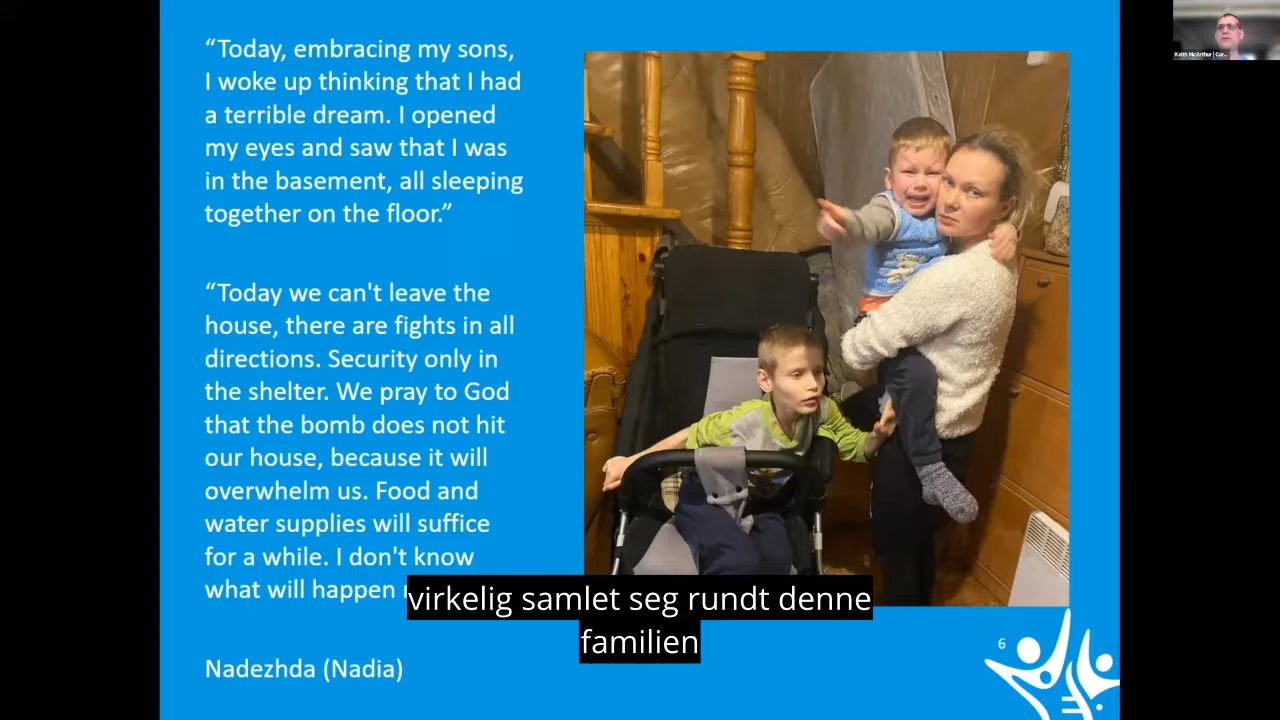 “Today, embracing my sons,
I woke up thinking that I had
a terrible dream. I opened
my eyes and saw that I was
in the basement, all sleeping
together on the floor.”
“Today we can't leave the
house, there are fights in all
directions. Security only in
the shelter. We pray to God
that the bomb does not hit
our house, because it will
overwhelm us. Food and
water supplies will suffice
for a while. I don't know
what will happen
Nadezhda (Nadia)
virkelig samlet seg rundt denne
familien
6
Keith McArthur | Cur...